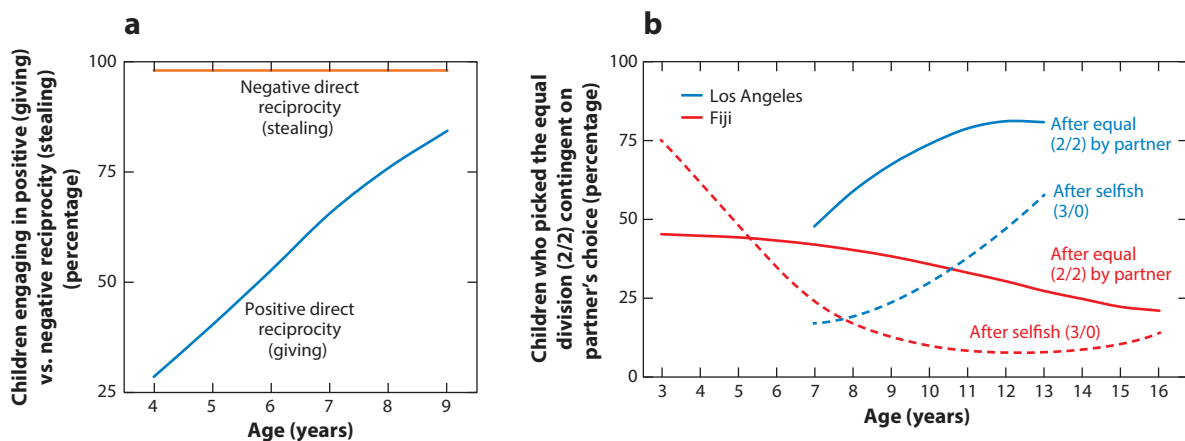 a
Children engaging in positive (giving)
vs. negative reciprocity (stealing)
(percentage)
100
75
50
25
Negative direct
reciprocity
(stealing)
Positive direct
reciprocity
(giving)
4 5 6 7 8 9
Age (years)
b
Children who picked the equal
division (2/2) contingent on
partner's choice (percentage)
100
75
50
25
0
Los Angeles
Fiji
After equal
(2/2) by partner
After selfish
(3/0)
After equal
(2/2) by partner
After selfish (3/0)
3 4 5 6 7 8 9 10 11 12 13 14 15 16
Age (years)